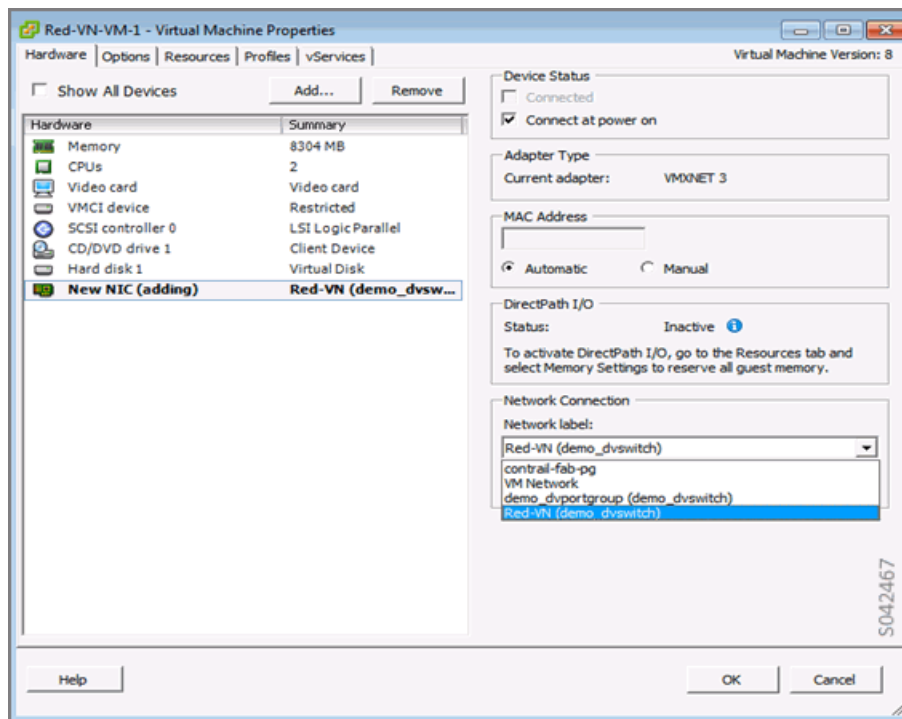 Red-VN-VM-1 - Virtual Machine Properties
Hardware Options Resources Profiles vServices
Virtual Machine Version: 8
Show All Devices
Add...
Remove
Hardware Summary
Memory 8304 MB
CPUs 2
Video card Video card
VMCI device Restricted
SCSI controller 0 LSI Logic Parallel
CD/DVD drive 1 Client Device
Hard disk 1 Virtual Disk
New NIC (adding) Red-VN (demo_dvsw...
Device Status
Connected
Connect at power on
Adapter Type
Current adapter: VMXNET 3
MAC Address
Automatic Manual
DirectPath I/O
Status: Inactive
To activate DirectPath I/O, go to the Resources tab and
select Memory Settings to reserve all guest memory.
Network Connection
Network label:
Red-VN (demo_dvswitch)
contrail-fab-pg
VM Network
demo_dvportgroup (demo_dvswitch)
Red-VN (demo_dvswitch)
S042467
Help
OK
Cancel